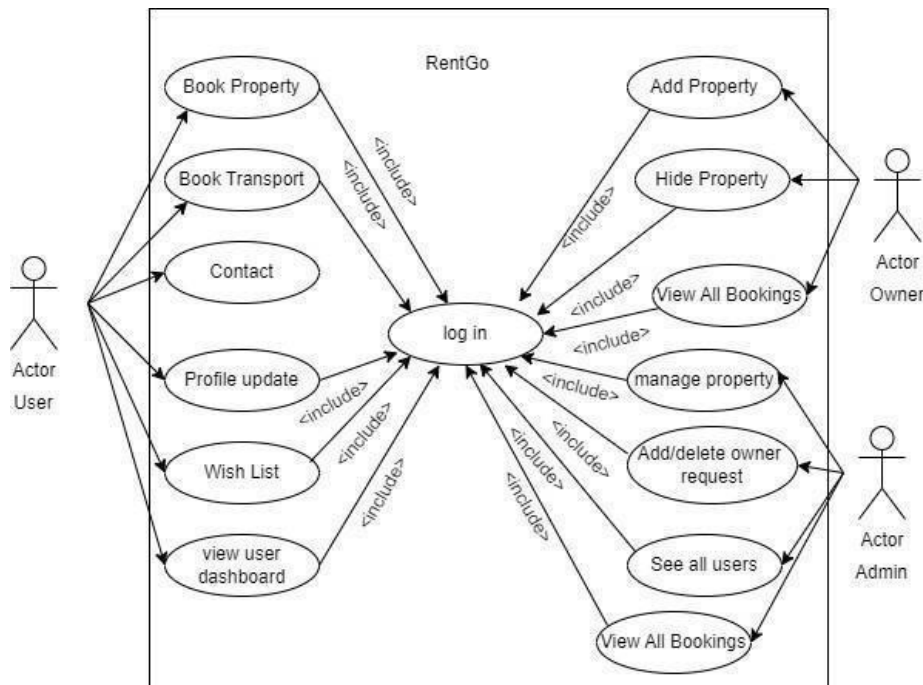 RentGo
Book Property
Book Transport
Contact
Profile update
Wish List
view user
dashboard
log in
Add Property
Hide Property
View All Bookings
manage property
Add/delete owner
request
See all users
View All Bookings
<include>
<include>
<include>
<include>
<include>
<include>
<include>
<include>
<include>
<include>
<include>
<include>
Actor
User
Actor
Owner
Actor
Admin